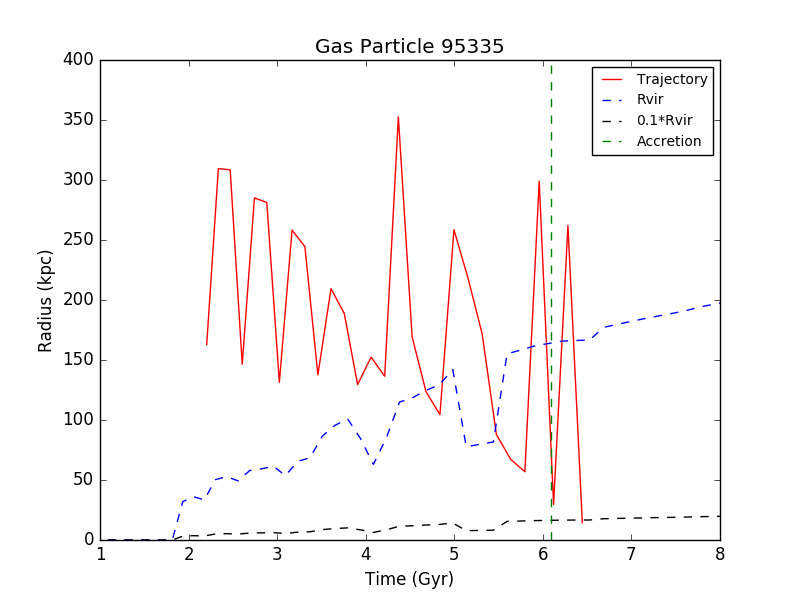 Gas Particle 95335
400
350
300
250
200
150
100
50
0
Radius (kpc)
Trajectory
Rvir
0.1*Rvir
Accretion
1 2 3 4 5 6 7 8
Time (Gyr)